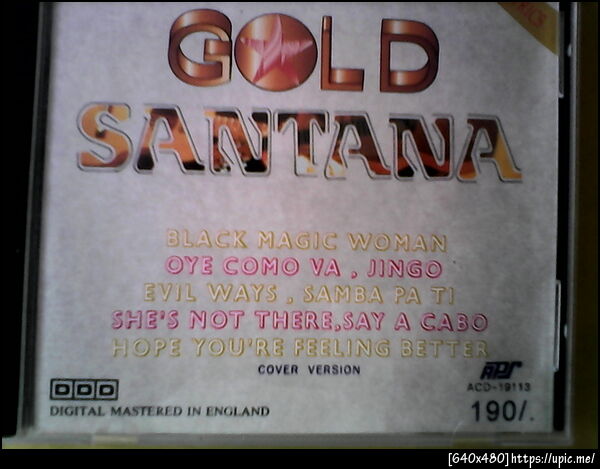 GOLD
SANTANA
BLACK MAGIC WOMAN
OYE COMO VA , JINGO
EVIL WAYS , SAMBA PA TI
SHE'S NOT THERE,SAY A CABO
HOPE YOU'RE FEELING BETTER
COVER VERSION
DDD
DIGITAL MASTERED IN ENGLAND
ACD-19113
190/.
[640x480]https://upic.me/